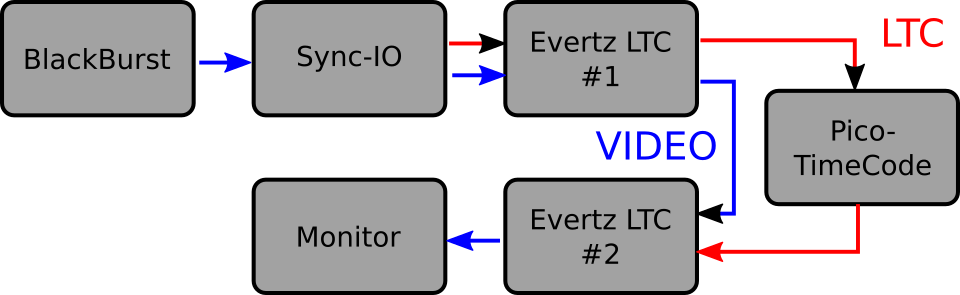 BlackBurst
Sync-IO
Evertz LTC
#1
LTC
VIDEO
Pico-
TimeCode
Monitor
Evertz LTC
#2